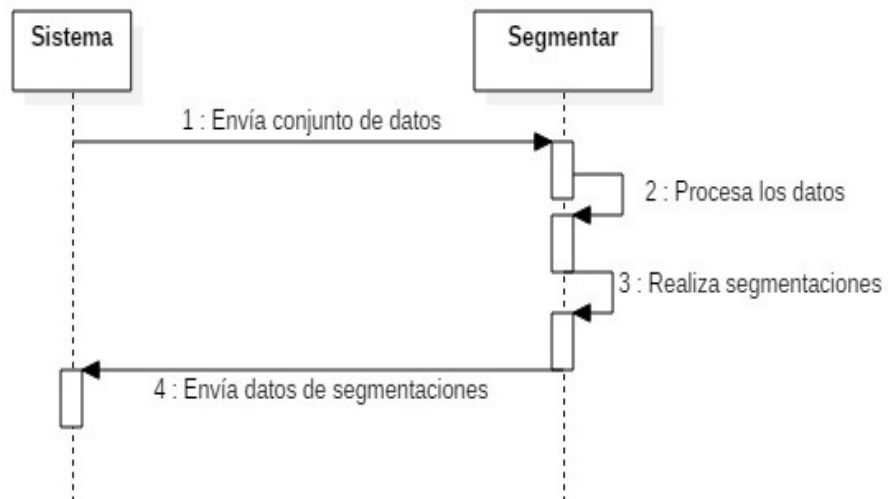 Sistema
Segmentar
1 : Envía conjunto de datos
2 : Procesa los datos
3 : Realiza segmentaciones
4 : Envía datos de segmentaciones